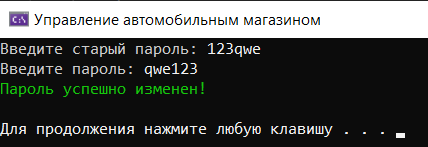 Управление автомобильным магазином
Введите старый пароль: 123qwe
Введите пароль: qwe123
Пароль успешно изменен!
Для продолжения нажмите любую клавишу . . .